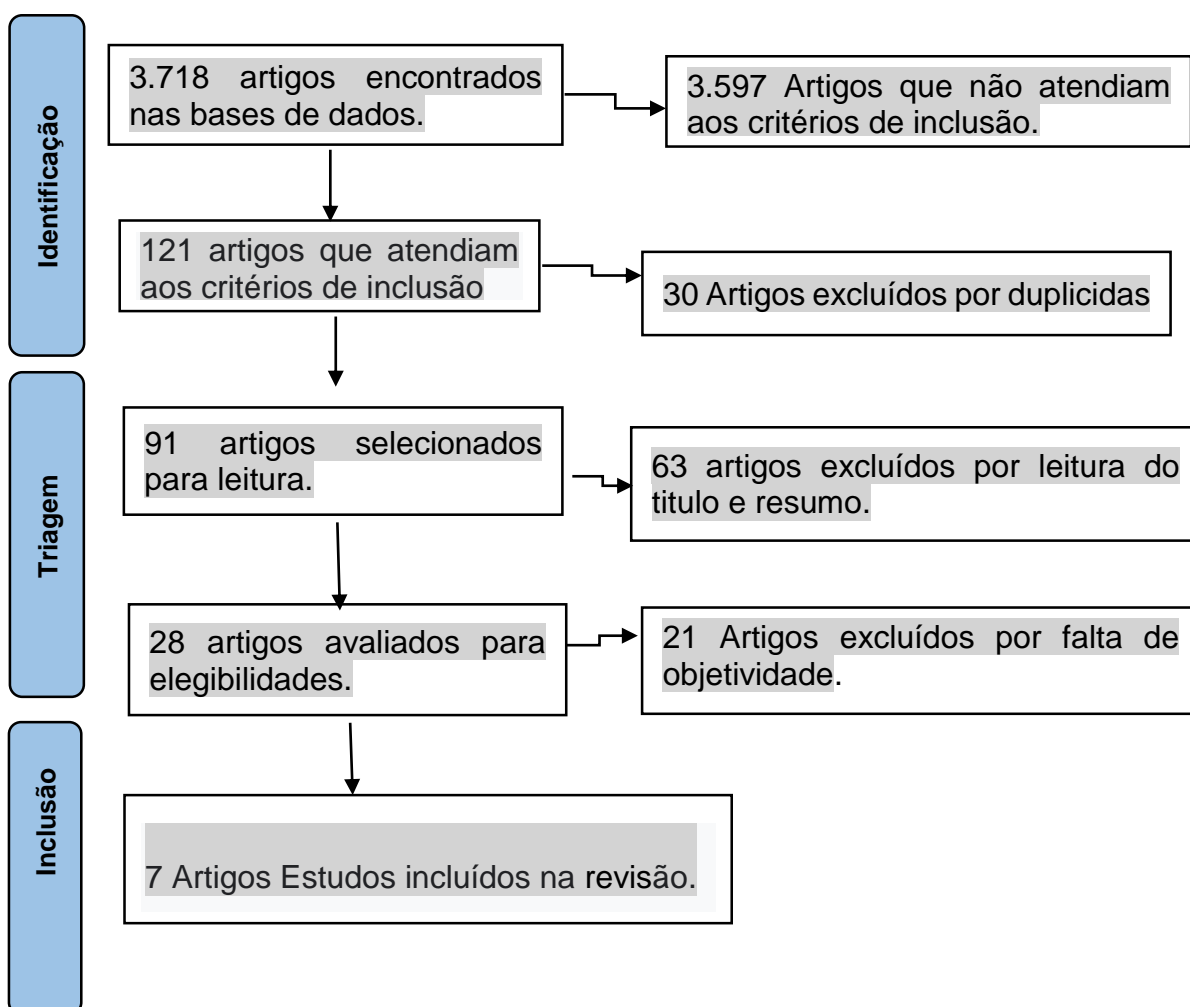 Identificação
3.718 artigos encontrados
nas bases de dados.
3.597 Artigos que não atendiam
aos critérios de inclusão.
121 artigos que atendiam
aos critérios de inclusão
30 Artigos excluídos por duplicidas
Triagem
91 artigos selecionados
para leitura.
63 artigos excluídos por leitura do
titulo e resumo.
28 artigos avaliados para
elegibilidades.
21 Artigos excluídos por falta de
objetividade.
Inclusão
7 Artigos Estudos incluídos na revisão.